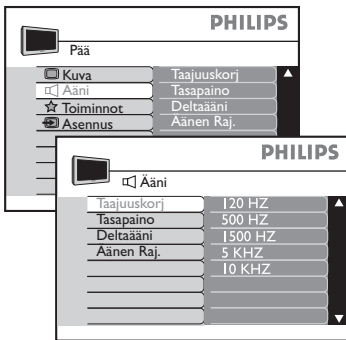 PHILIPS
Pää
Kuva Taajuuskorj
Ääni Tasapaino
Toiminnot Deltaääni
Asennus Äänen Raj.
PHILIPS
Ääni
Taajuuskorj 120 HZ
Tasapaino 500 HZ
Deltaääni 1500 HZ
Äänen Raj. 5 KHZ
10 KHZ